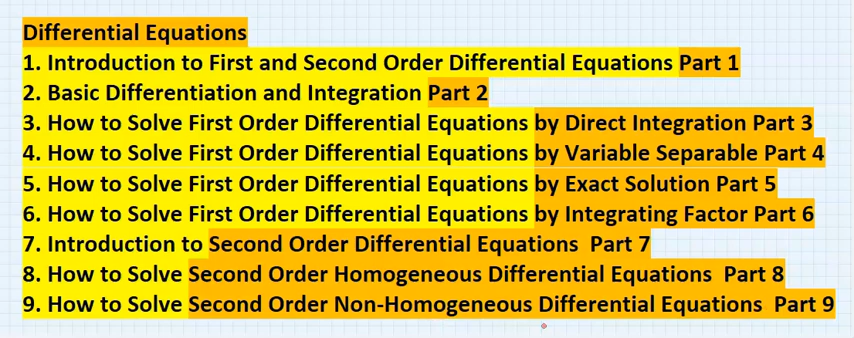 Differential Equations
1. Introduction to First and Second Order Differential Equations Part 1
2. Basic Differentiation and Integration Part 2
3. How to Solve First Order Differential Equations by Direct Integration Part 3
4. How to Solve First Order Differential Equations by Variable Separable Part 4
5. How to Solve First Order Differential Equations by Exact Solution Part 5
6. How to Solve First Order Differential Equations by Integrating Factor Part 6
7. Introduction to Second Order Differential Equations  Part 7
8. How to Solve Second Order Homogeneous Differential Equations  Part 8
9. How to Solve Second Order Non-Homogeneous Differential Equations  Part 9